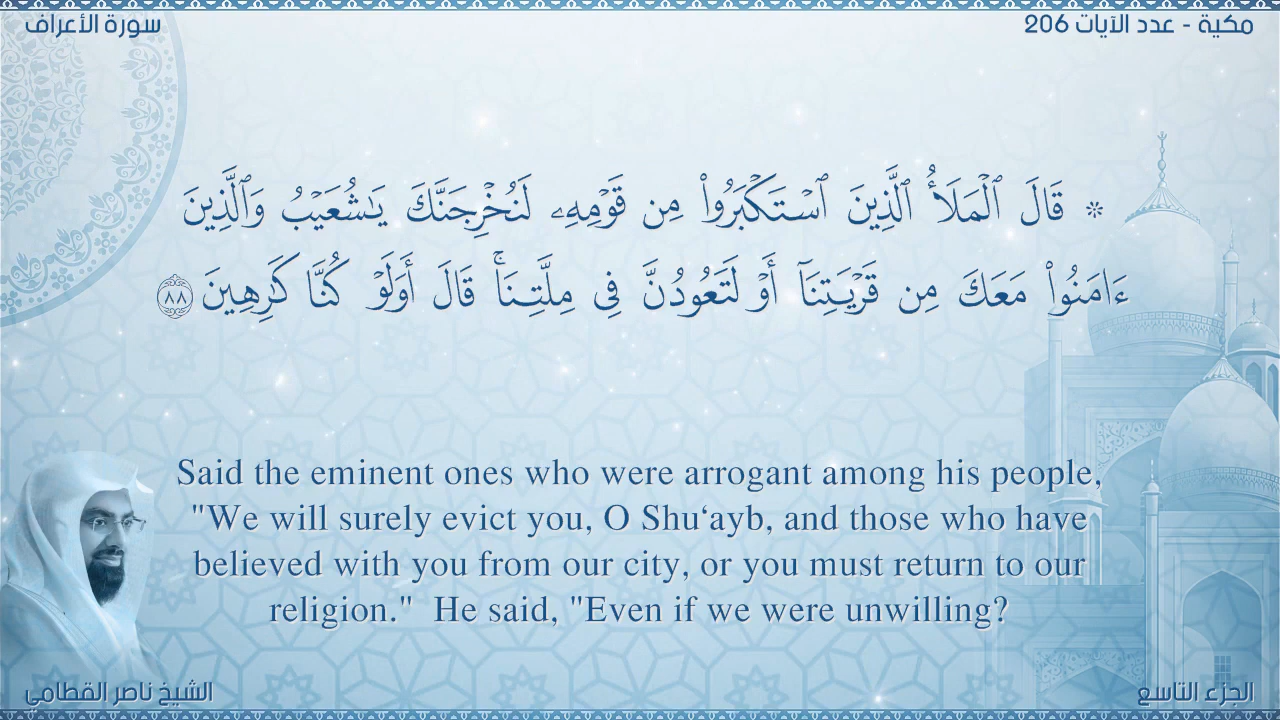 مكية - عدد الآيات 206
سورة الأعراف
۞ قَالَ ٱلْمَلَأُ ٱلَّذِينَ ٱسْتَكْبَرُوا۟ مِن قَوْمِهِۦ لَنُخْرِجَنَّكَ يَـٰشُعَيْبُ وَٱلَّذِينَ
ءَامَنُوا۟ مَعَكَ مِن قَرْيَتِنَآ أَوْ لَتَعُودُنَّ فِى مِلَّتِنَا ۚ قَالَ أَوَلَوْ كُنَّا كَـٰرِهِينَ ٨٨
Said the eminent ones who were arrogant among his people,
"We will surely evict you, O Shu‘ayb, and those who have
believed with you from our city, or you must return to our
religion."  He said, "Even if we were unwilling?
الجزء التاسع
الشيخ ناصر القطامي